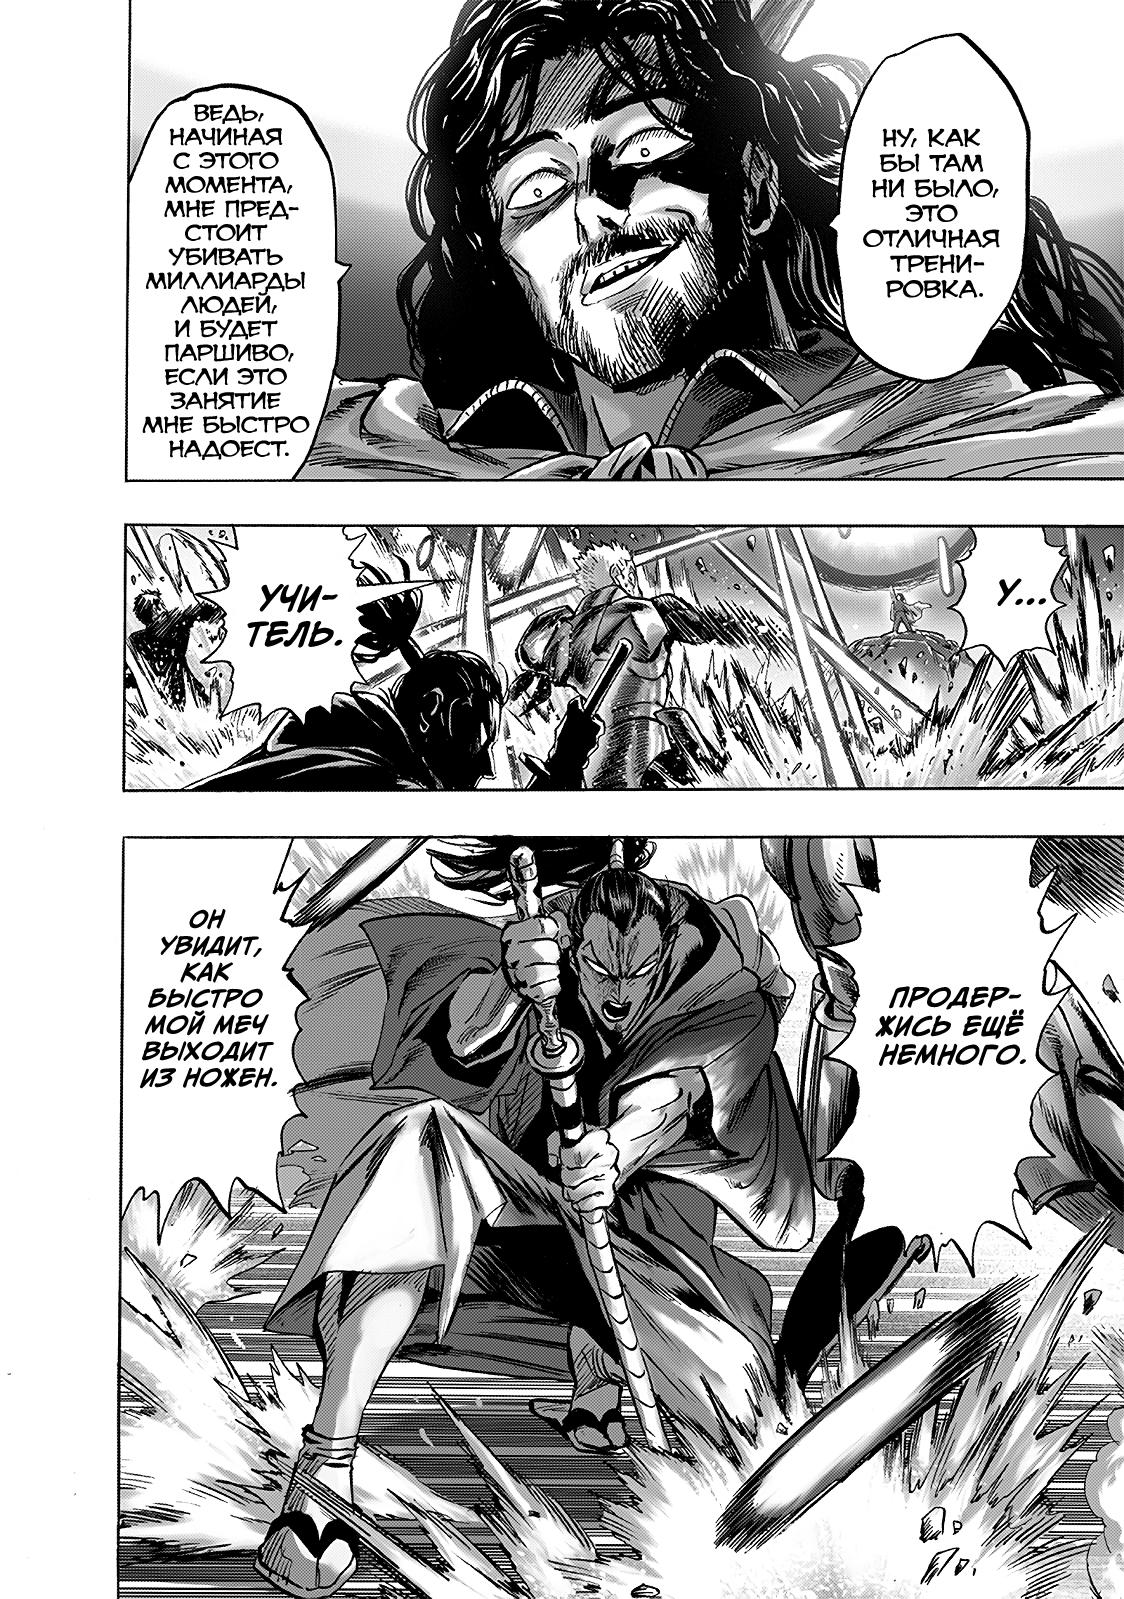 НУ, КАК
БЫ ТАМ
НИ БЫЛО,
ЭТО
ОТЛИЧНАЯ
ТРЕНИ-
РОВКА.
ВЕДЬ,
НАЧИНАЯ
С ЭТОГО
МОМЕНТА,
МНЕ ПРЕД-
СТОИТ
УБИВАТЬ
МИЛЛИАРДЫ
ЛЮДЕЙ,
И БУДЕТ
ПАРШИВО,
ЕСЛИ ЭТО
ЗАНЯТИЕ
МНЕ БЫСТРО
НАДОЕСТ.
У...
УЧИ-
ТЕЛЬ.
ПРОДЕР-
ЖИСЬ ЕЩЁ
НЕМНОГО.
ОН
УВИДИТ,
КАК
БЫСТРО
МОЙ МЕЧ
ВЫХОДИТ
ИЗ НОЖЕН.